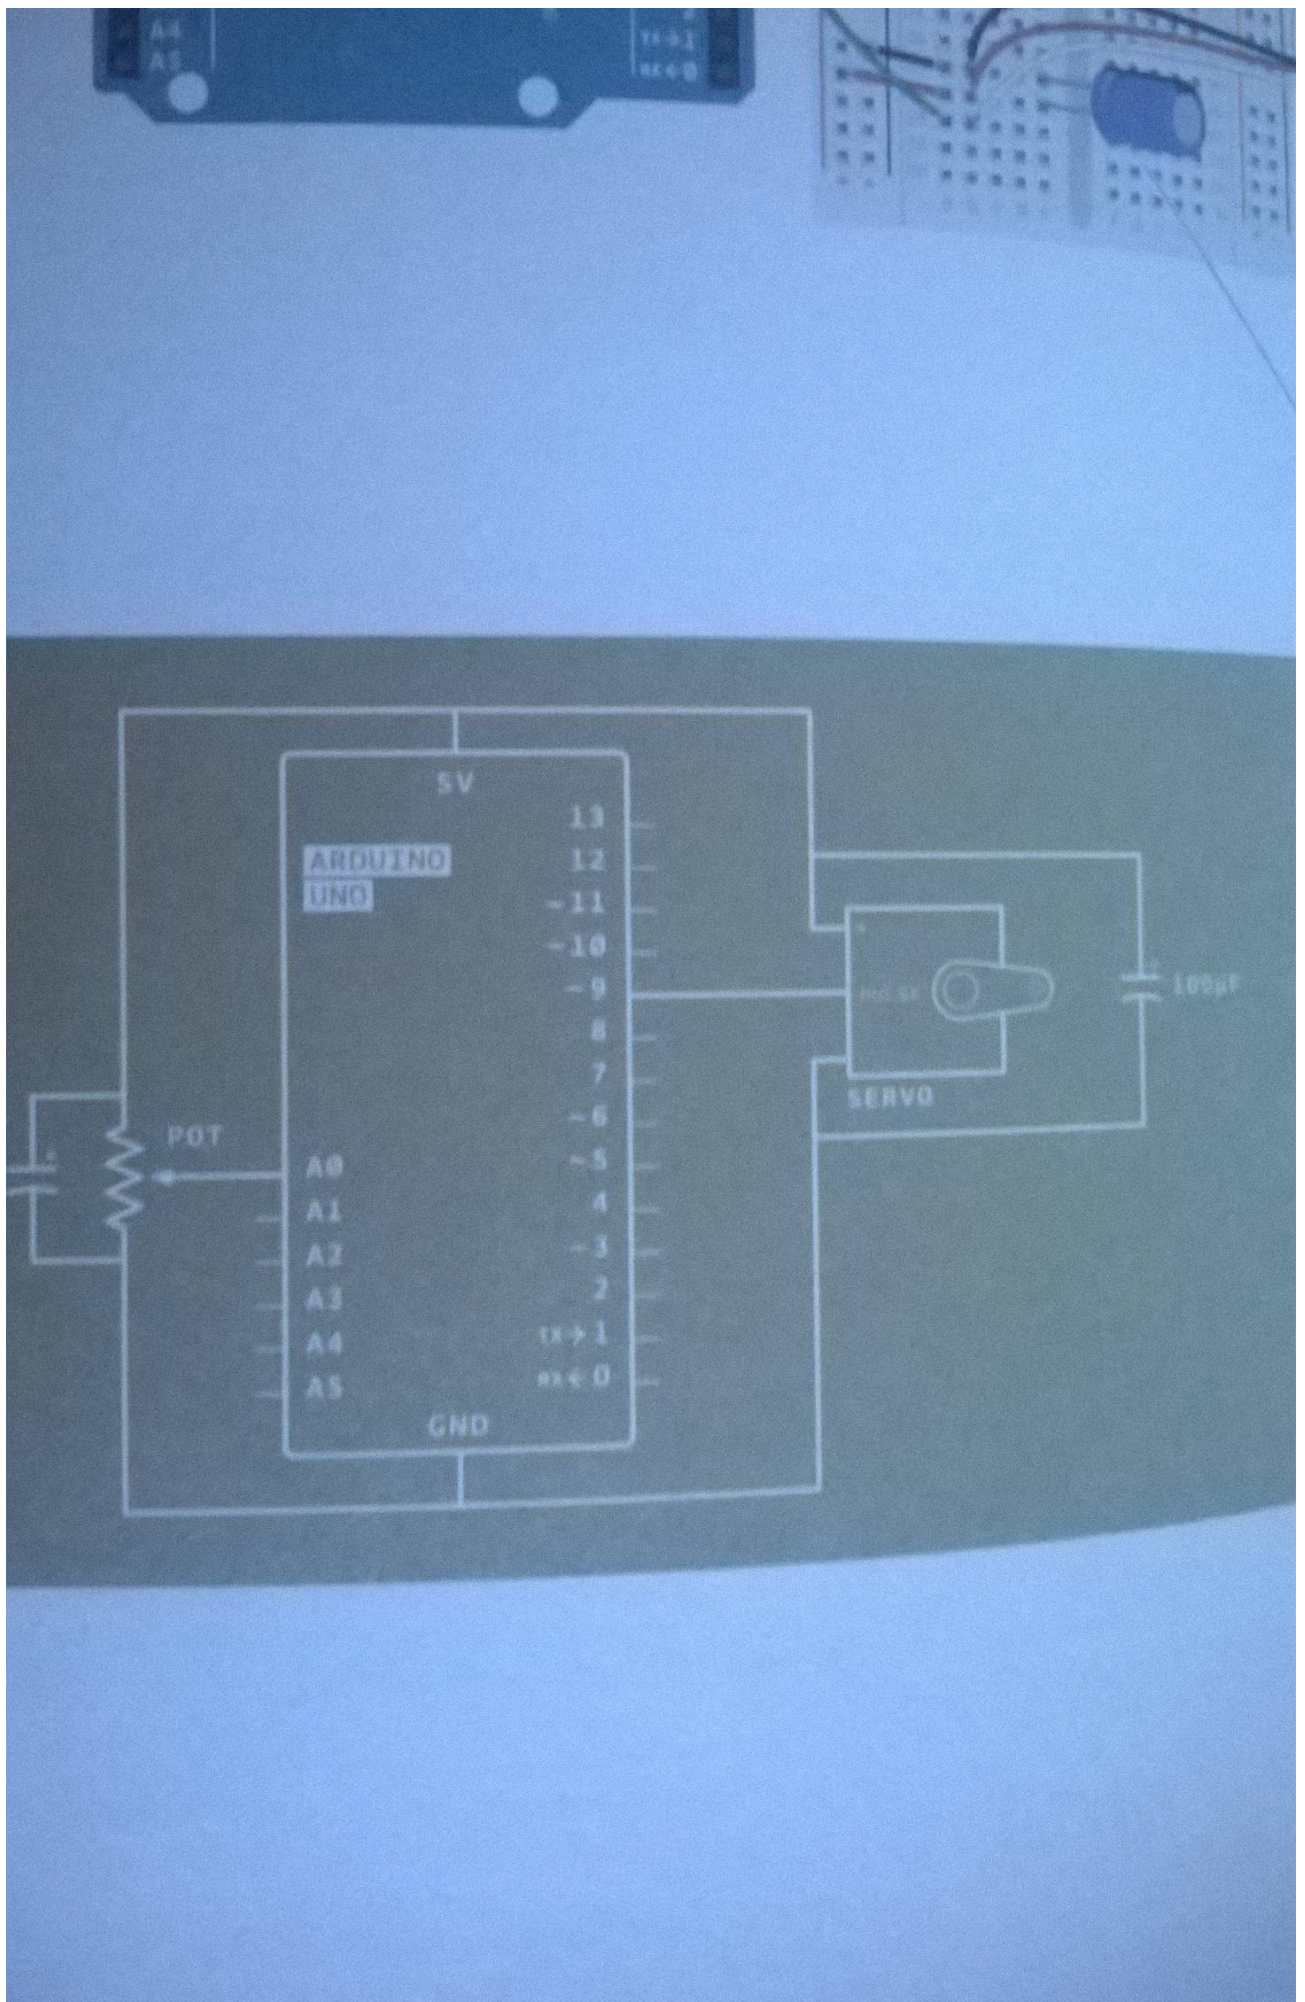 A4
A5
TX→1
RX←0
5V
ARDUINO
UNO
13
12
~11
~10
~9
8
7
~6
~5
4
~3
2
TX→1
RX←0
POT
A0
A1
A2
A3
A4
A5
GND
+
pulse
SERVO
100µF
+